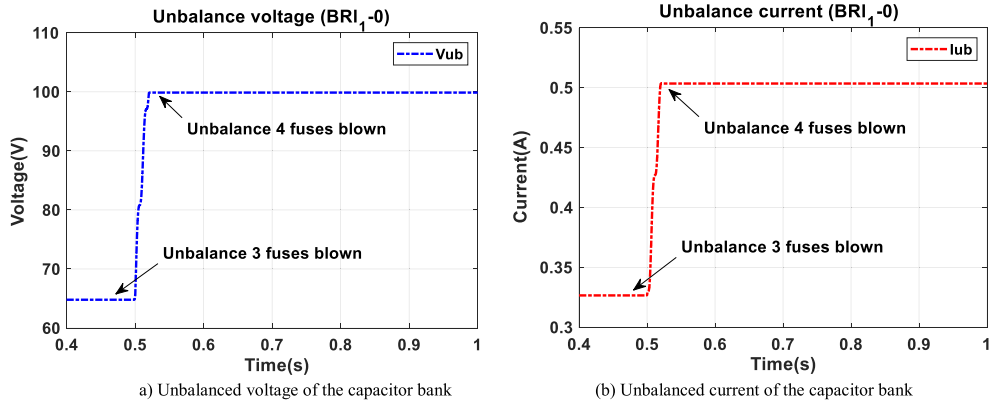 Unbalance voltage (BRI₁-0)
110
100
90
80
70
60
Voltage(V)
Vub
Unbalance 4 fuses blown
Unbalance 3 fuses blown
0.4 0.5 0.6 0.7 0.8 0.9 1
Time(s)
a) Unbalanced voltage of the capacitor bank
Unbalance current (BRI₁-0)
0.55
0.5
0.45
0.4
0.35
0.3
Current(A)
Iub
Unbalance 4 fuses blown
Unbalance 3 fuses blown
0.4 0.5 0.6 0.7 0.8 0.9 1
Time(s)
(b) Unbalanced current of the capacitor bank